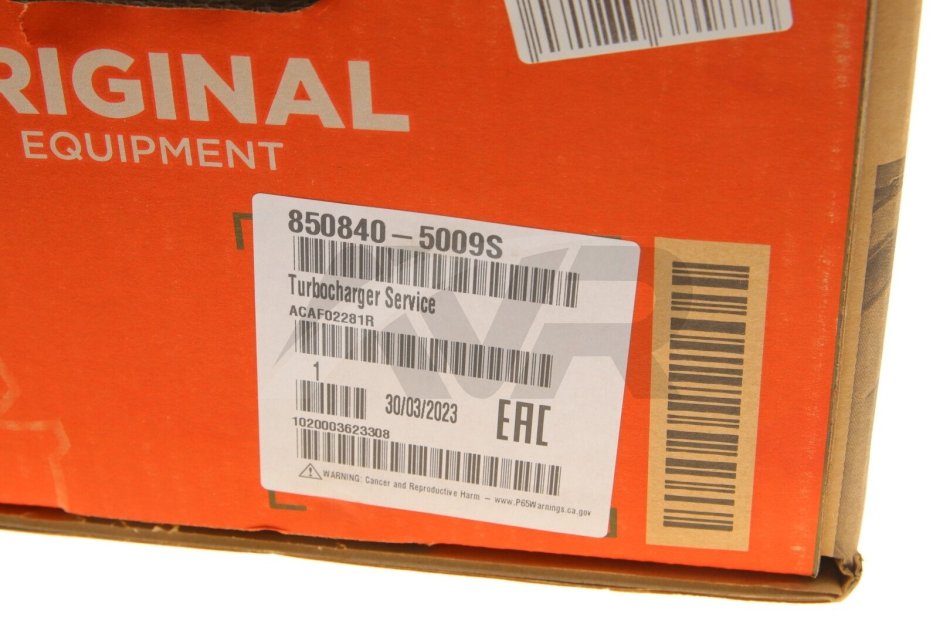 RIGINAL
EQUIPMENT
850840-5009S
Turbocharger Service
ACAF02281R
1
30/03/2023
EAC
1020003623308
WARNING: Cancer and Reproductive Harm - www.P65Warnings.ca.gov